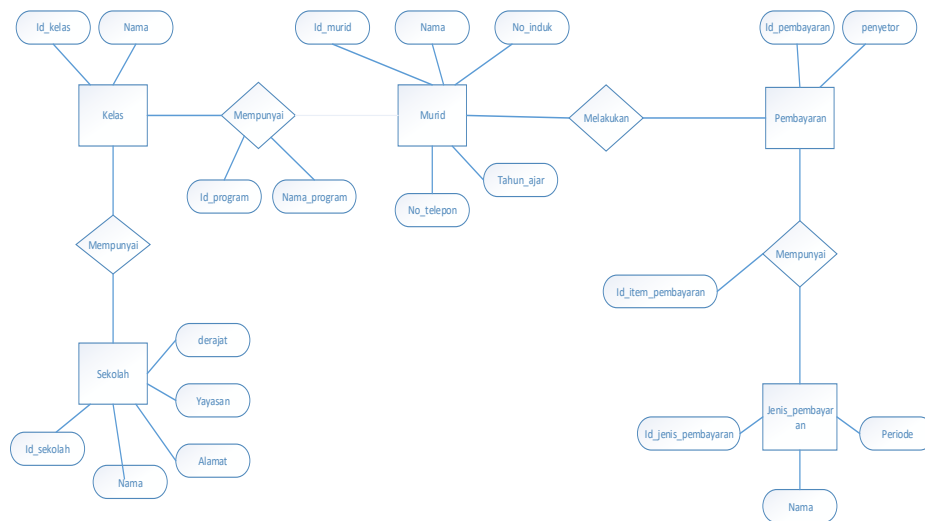 Id_kelas
Nama
Id_murid
Nama
No_induk
Id_pembayaran
penyetor
Kelas
Mempunyai
Murid
Melakukan
Pembayaran
Id_program
Nama_program
Tahun_ajar
No_telepon
Mempunyai
Mempunyai
Id_item_pembayaran
derajat
Sekolah
Yayasan
Jenis_pembayar
an
Id_jenis_pembayaran
Periode
Id_sekolah
Alamat
Nama
Nama